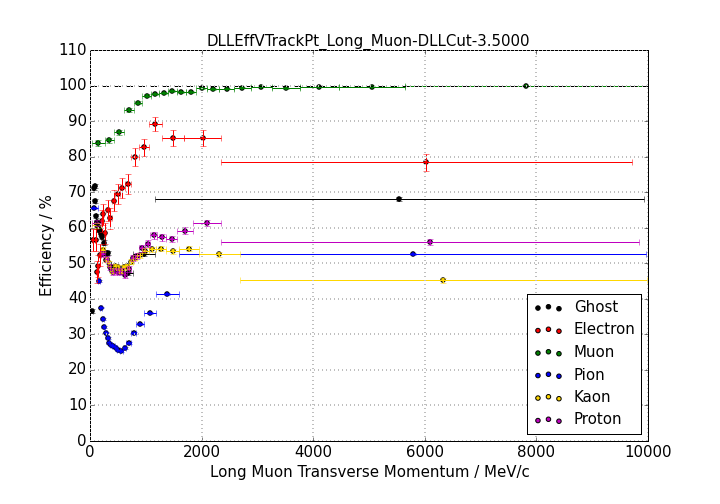 DLLEffVTrackPt_Long_Muon-DLLCut-3.5000
110
100
90
80
70
60
50
40
30
20
10
0
Efficiency / %
0 2000 4000 6000 8000 10000
Long Muon Transverse Momentum / MeV/c
Ghost
Electron
Muon
Pion
Kaon
Proton